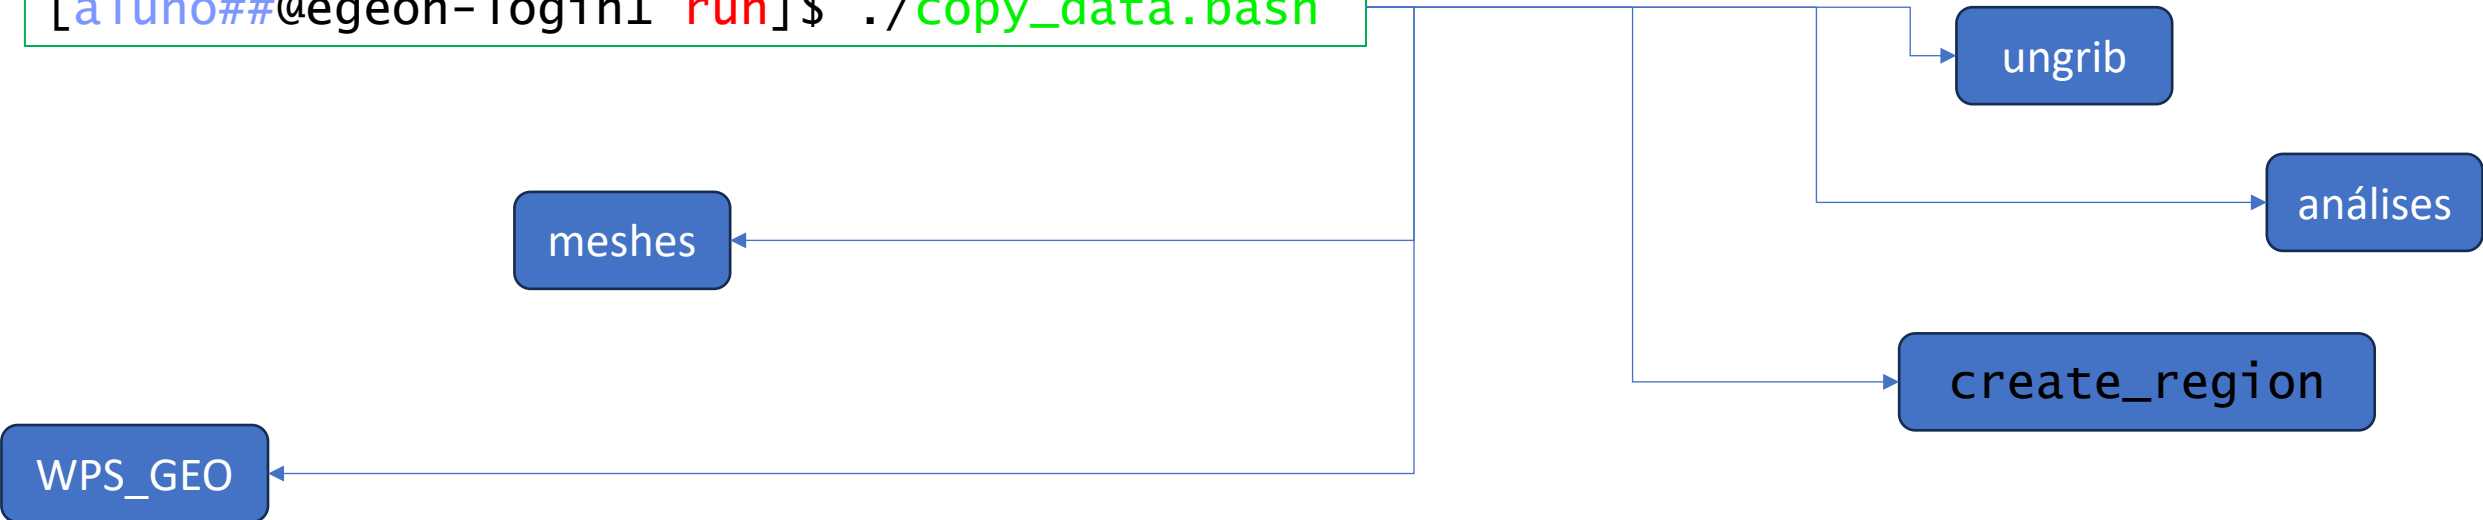 [aluno##@egeon-login1 run]$ ./copy_data.bash
ungrib
análises
meshes
create_region
WPS_GEO